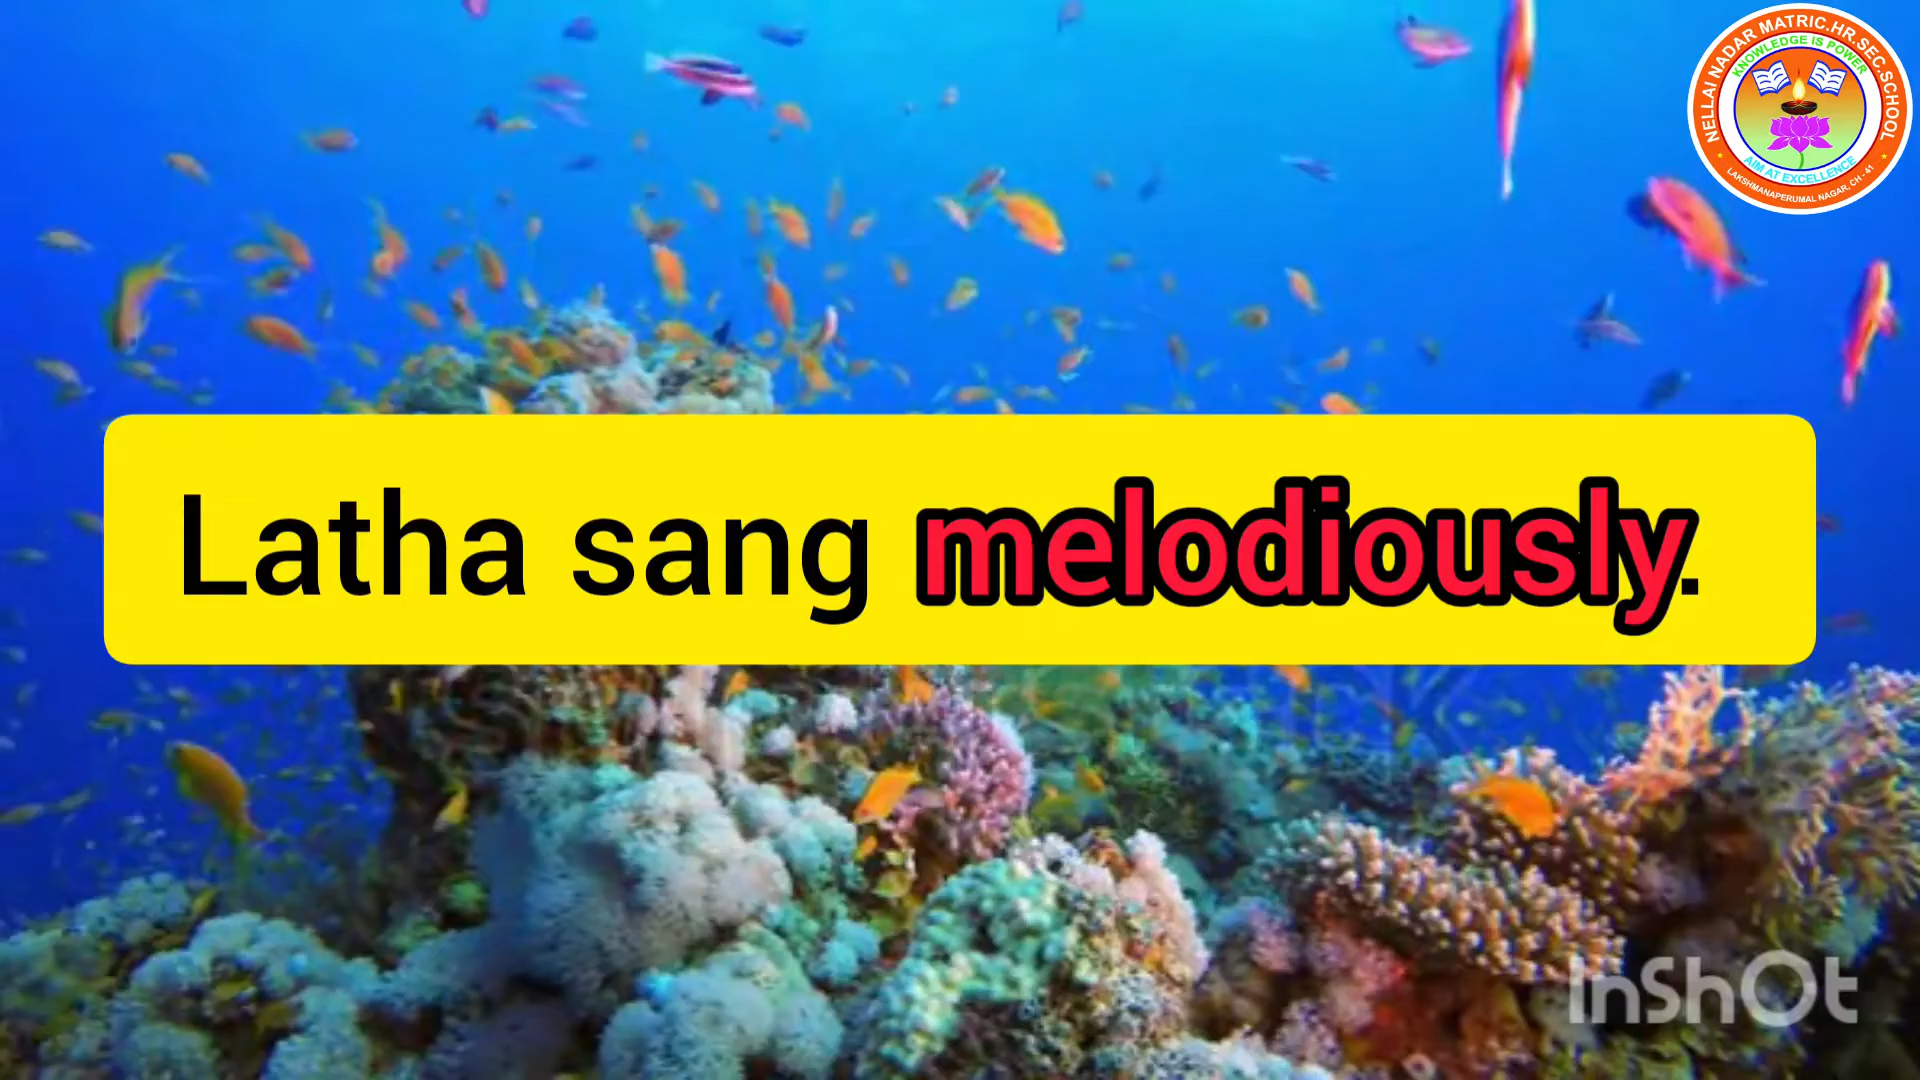 NELLAI NADAR MATRIC.HR.SEC.SCHOOL
KNOWLEDGE IS POWER
AIM AT EXCELLENCE
LAKSHMANAPERUMAL NAGAR, CH - 41
Latha sang melodiously.
InShOt